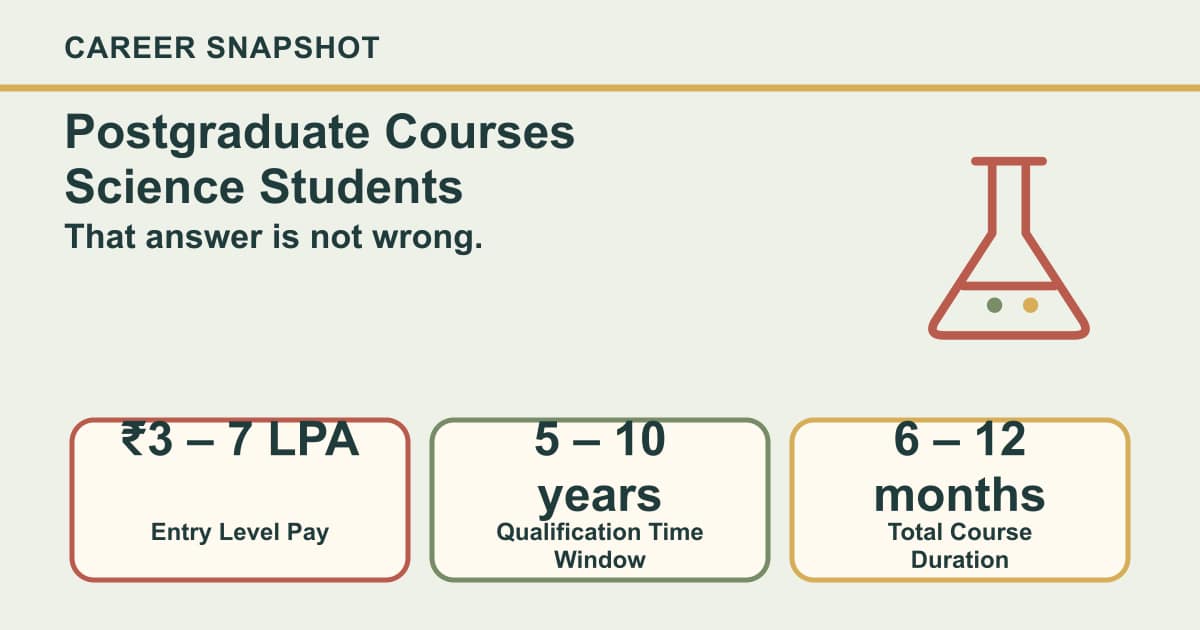 CAREER SNAPSHOT
Postgraduate Courses
Science Students
That answer is not wrong.
₹3 – 7 LPA
Entry Level Pay
5 – 10
years
Qualification Time
Window
6 – 12
months
Total Course
Duration